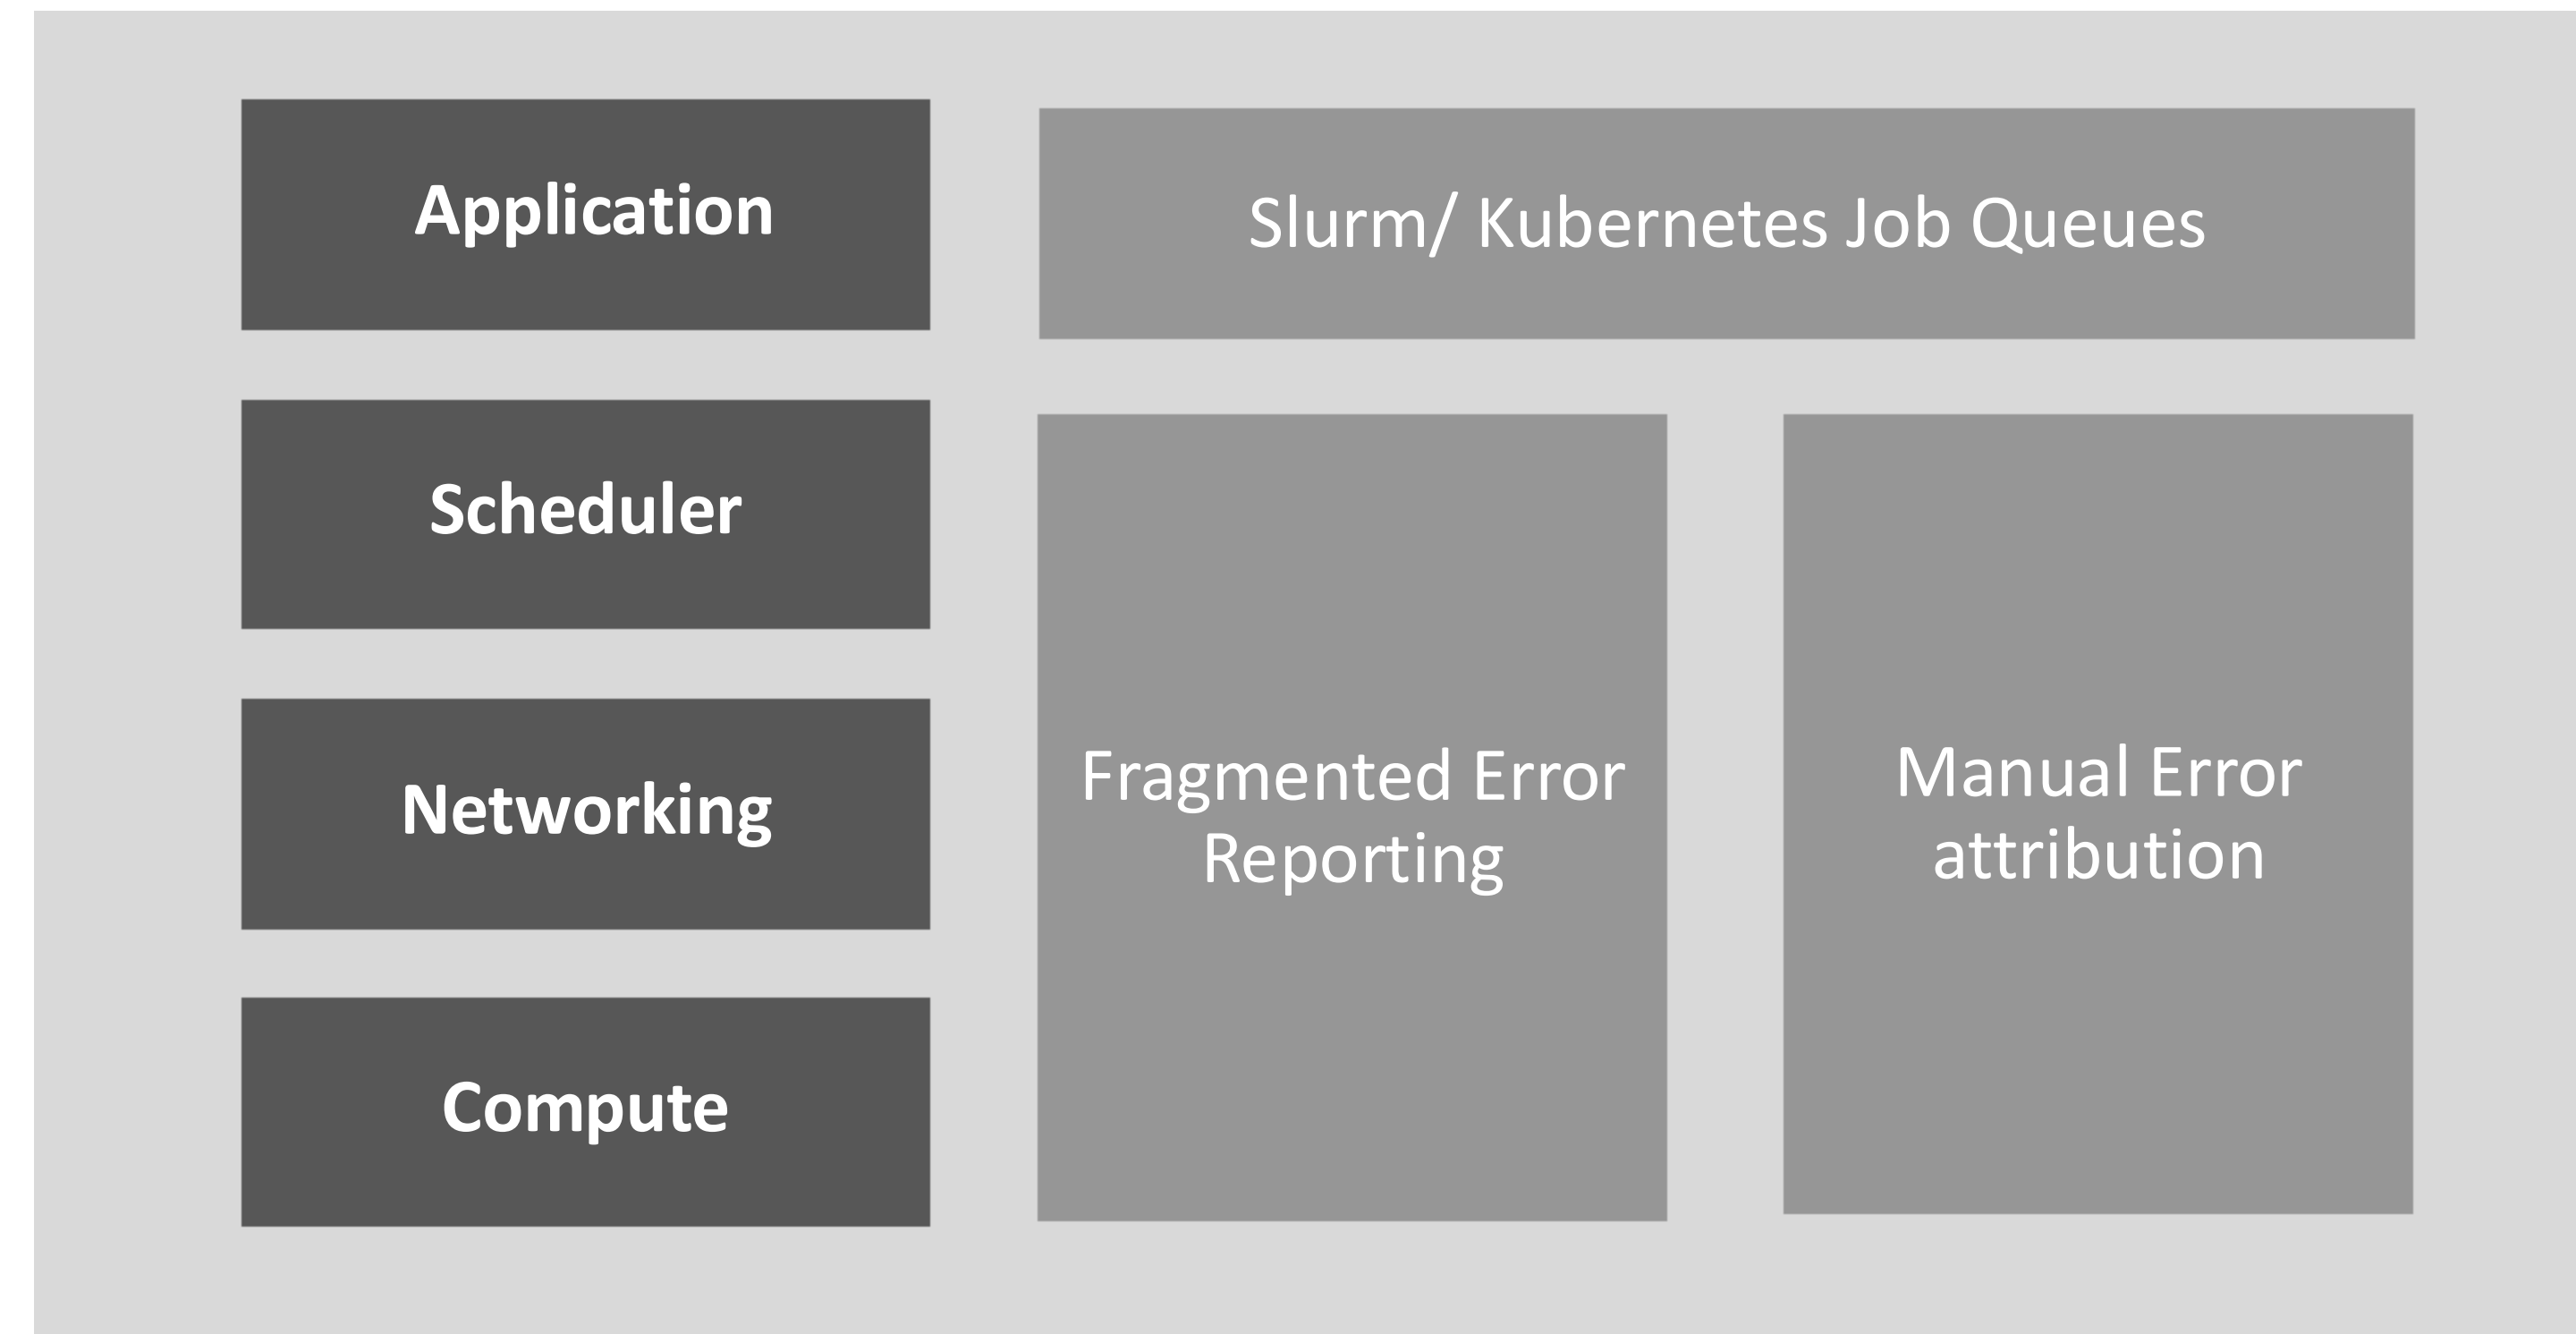 Application
Slurm/ Kubernetes Job Queues
Scheduler
Networking
Compute
Fragmented Error
Reporting
Manual Error
attribution